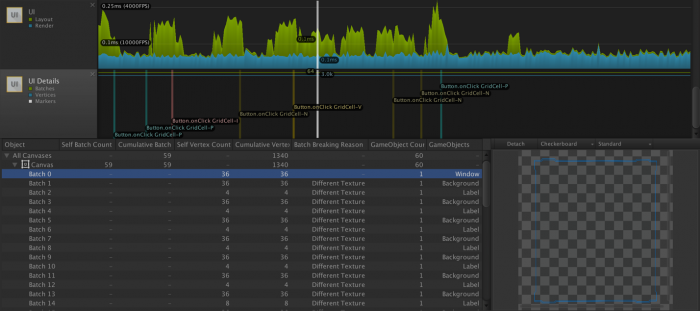 UI
Layout
Render
0.25ms (4000FPS)
0.1ms (10000FPS)
0.1ms
0.1ms
UI Details
Batches
Vertices
Markers
64
1.0k
Button.onClick GridCell-P
Button.onClick GridCell-N
Button.onClick GridCell-V
Button.onClick GridCell-N
Button.onClick GridCell-I
Button.onClick GridCell-P
Button.onClick GridCell-P
Object Self Batch Count Cumulative Batch Self Vertex Count Cumulative Vertex Batch Breaking Reason GameObject Coun GameObjects
All Canvases - 59 - 1340 - 60 -
Canvas 59 59 - 1340 - 60 -
Batch 0 - - 36 36 1 Window
Batch 1 - - 36 36 Different Texture 1 Background
Batch 2 - - 4 4 Different Texture 1 Label
Batch 3 - - 36 36 Different Texture 1 Background
Batch 4 - - 4 4 Different Texture 1 Label
Batch 5 - - 36 36 Different Texture 1 Background
Batch 6 - - 4 4 Different Texture 1 Label
Batch 7 - - 36 36 Different Texture 1 Background
Batch 8 - - 4 4 Different Texture 1 Label
Batch 9 - - 36 36 Different Texture 1 Background
Batch 10 - - 4 4 Different Texture 1 Label
Batch 11 - - 36 36 Different Texture 1 Background
Batch 12 - - 4 4 Different Texture 1 Label
Batch 13 - - 36 36 Different Texture 1 Background
Batch 14 - - 8 8 Different Texture 1 Label
Detach Checkerboard Standard